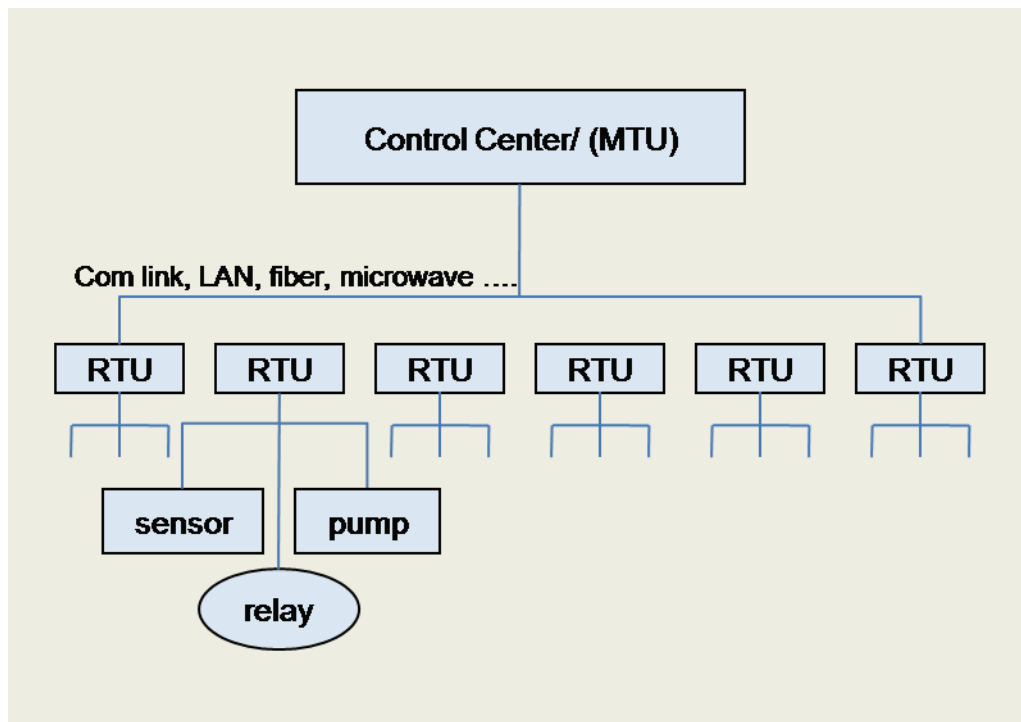 Control Center/ (MTU)
Com link, LAN, fiber, microwave ....
RTU
RTU
RTU
RTU
RTU
RTU
sensor
pump
relay